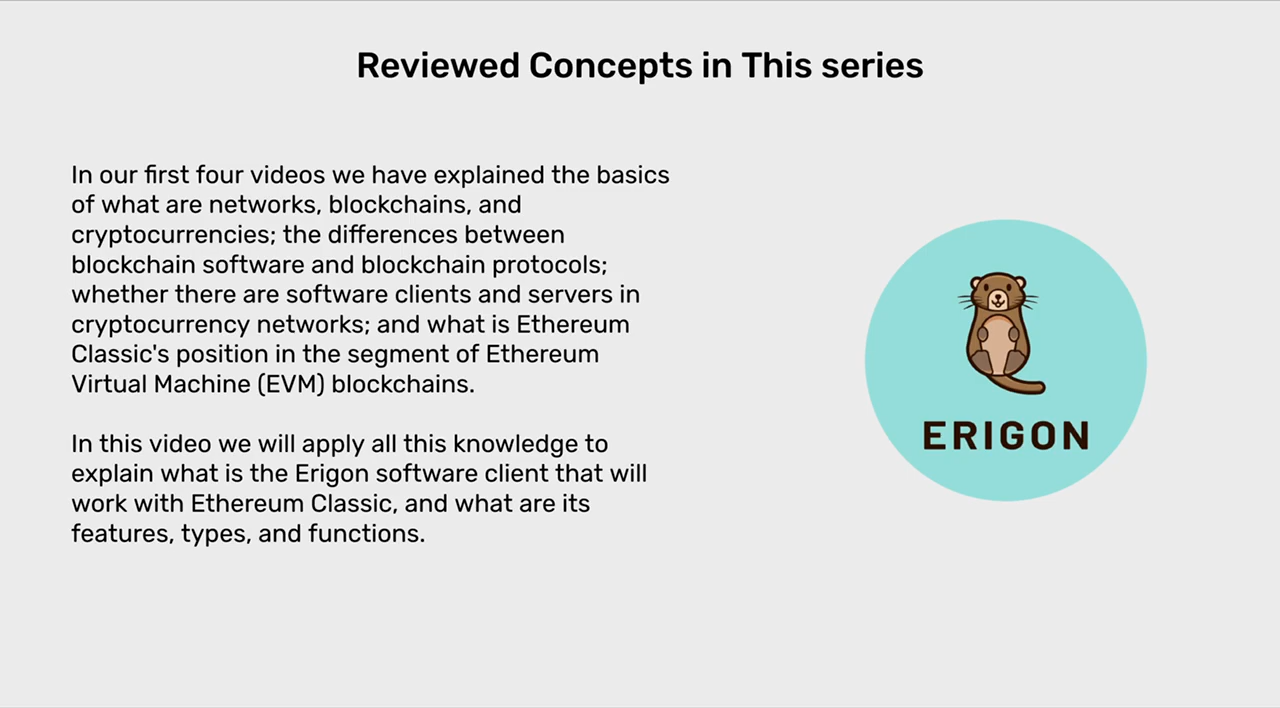 Reviewed Concepts in This series
In our first four videos we have explained the basics
of what are networks, blockchains, and
cryptocurrencies; the differences between
blockchain software and blockchain protocols;
whether there are software clients and servers in
cryptocurrency networks; and what is Ethereum
Classic's position in the segment of Ethereum
Virtual Machine (EVM) blockchains.
In this video we will apply all this knowledge to
explain what is the Erigon software client that will
work with Ethereum Classic, and what are its
features, types, and functions.
ERIGON